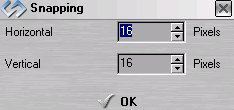 Snapping
Horizontal 16 Pixels
Vertical 16 Pixels
OK